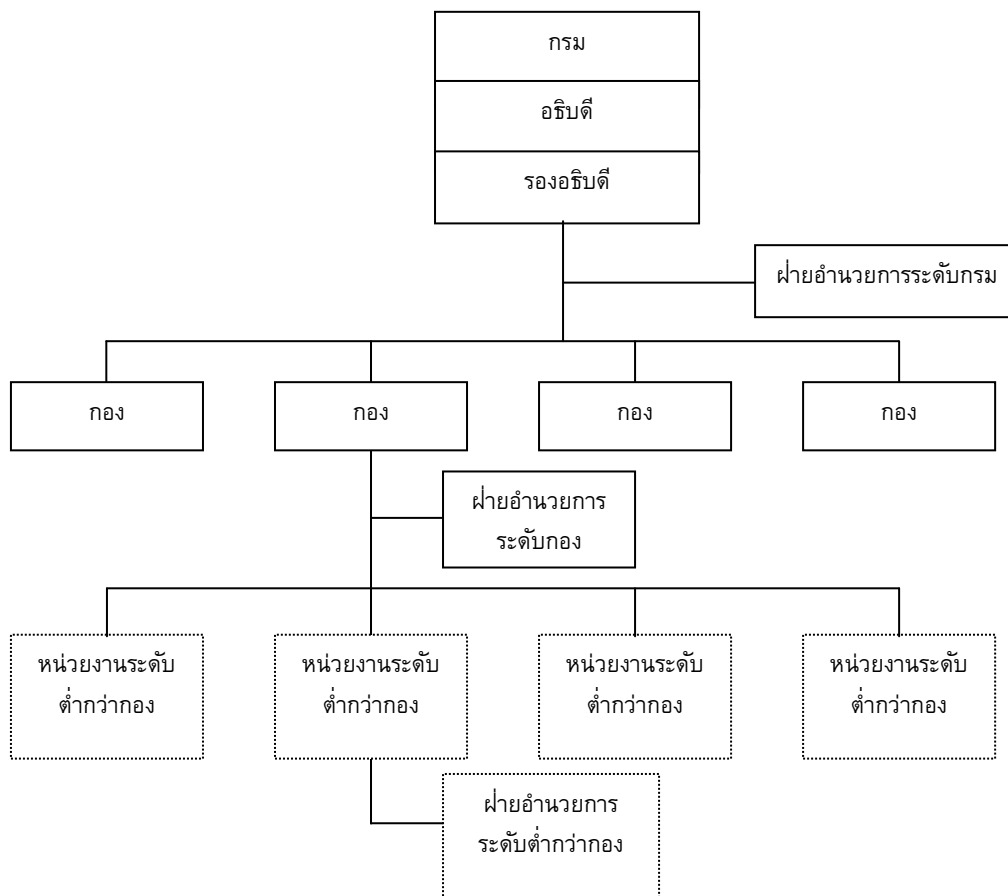 กรม
อธิบดี
รองอธิบดี
ฝ่ายอำนวยการระดับกรม
กอง
กอง
กอง
กอง
ฝ่ายอำนวยการ
ระดับกอง
หน่วยงานระดับ
ต่ำกว่ากอง
หน่วยงานระดับ
ต่ำกว่ากอง
หน่วยงานระดับ
ต่ำกว่ากอง
หน่วยงานระดับ
ต่ำกว่ากอง
ฝ่ายอำนวยการ
ระดับต่ำกว่ากอง